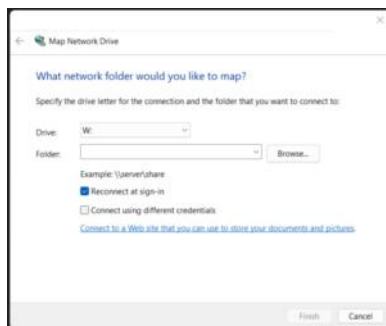 Map Network Drive
What network folder would you like to map?
Specify the drive letter for the connection and the folder that you want to connect to:
Drive: W:
Folder: Browse...
Example: \\server\share
Reconnect at sign-in
Connect using different credentials
Connect to a Web site that you can use to store your documents and pictures.
Finish Cancel